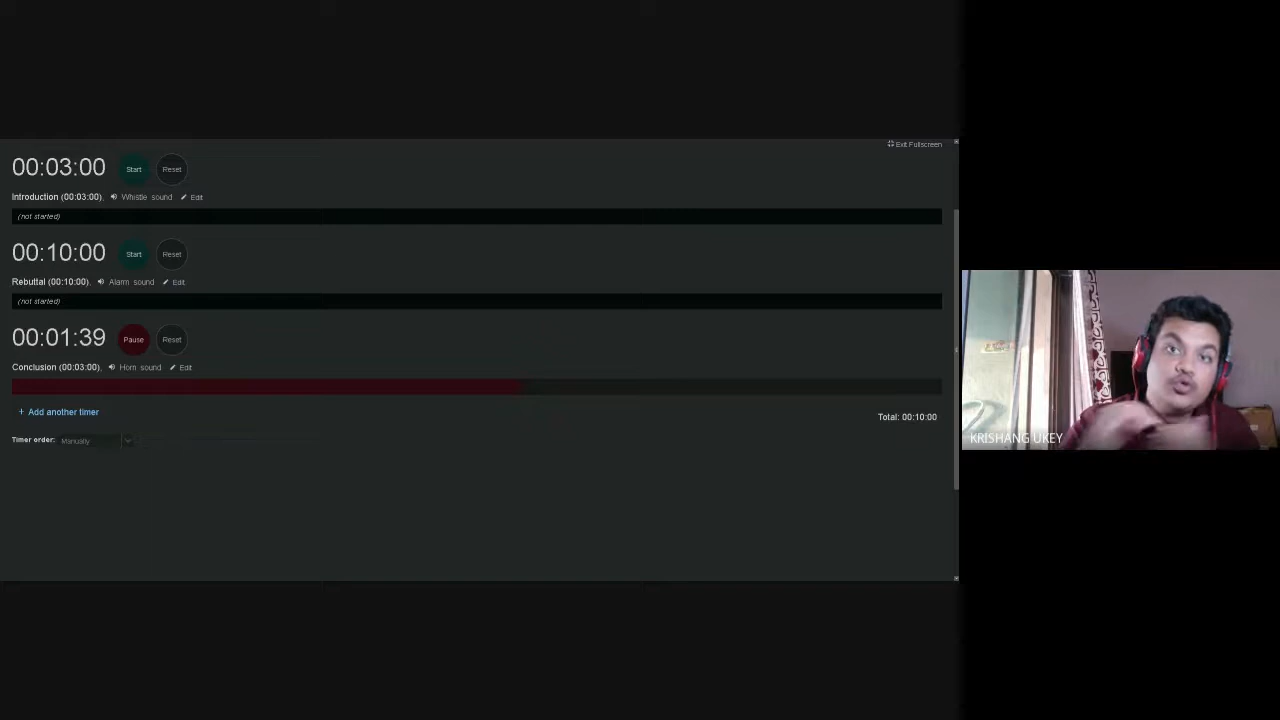 Exit Fullscreen
00:03:00 Start Reset
Introduction (00:03:00), Whistle sound Edit
(not started)
00:10:00 Start Reset
Rebuttal (00:10:00), Alarm sound Edit
(not started)
00:01:39 Pause Reset
Conclusion (00:03:00), Horn sound Edit
+ Add another timer
Total: 00:10:00
Timer order: Manually
KRISHANG UKEY